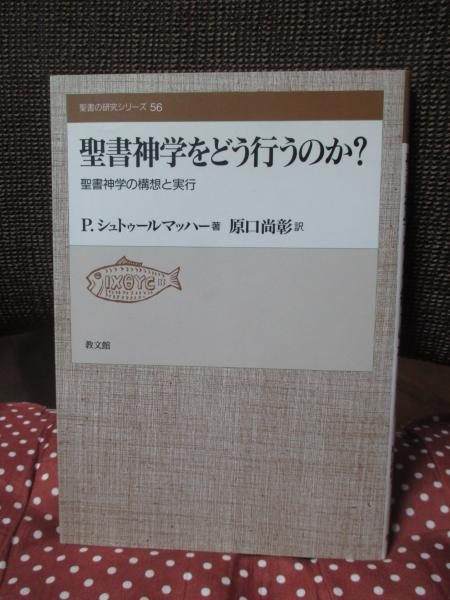 聖書の研究シリーズ 56
聖書神学をどう行うのか?
聖書神学の構想と実行
P. シュトゥールマッハー著 原口尚彰訳
ΙΧΘΥC
教文館